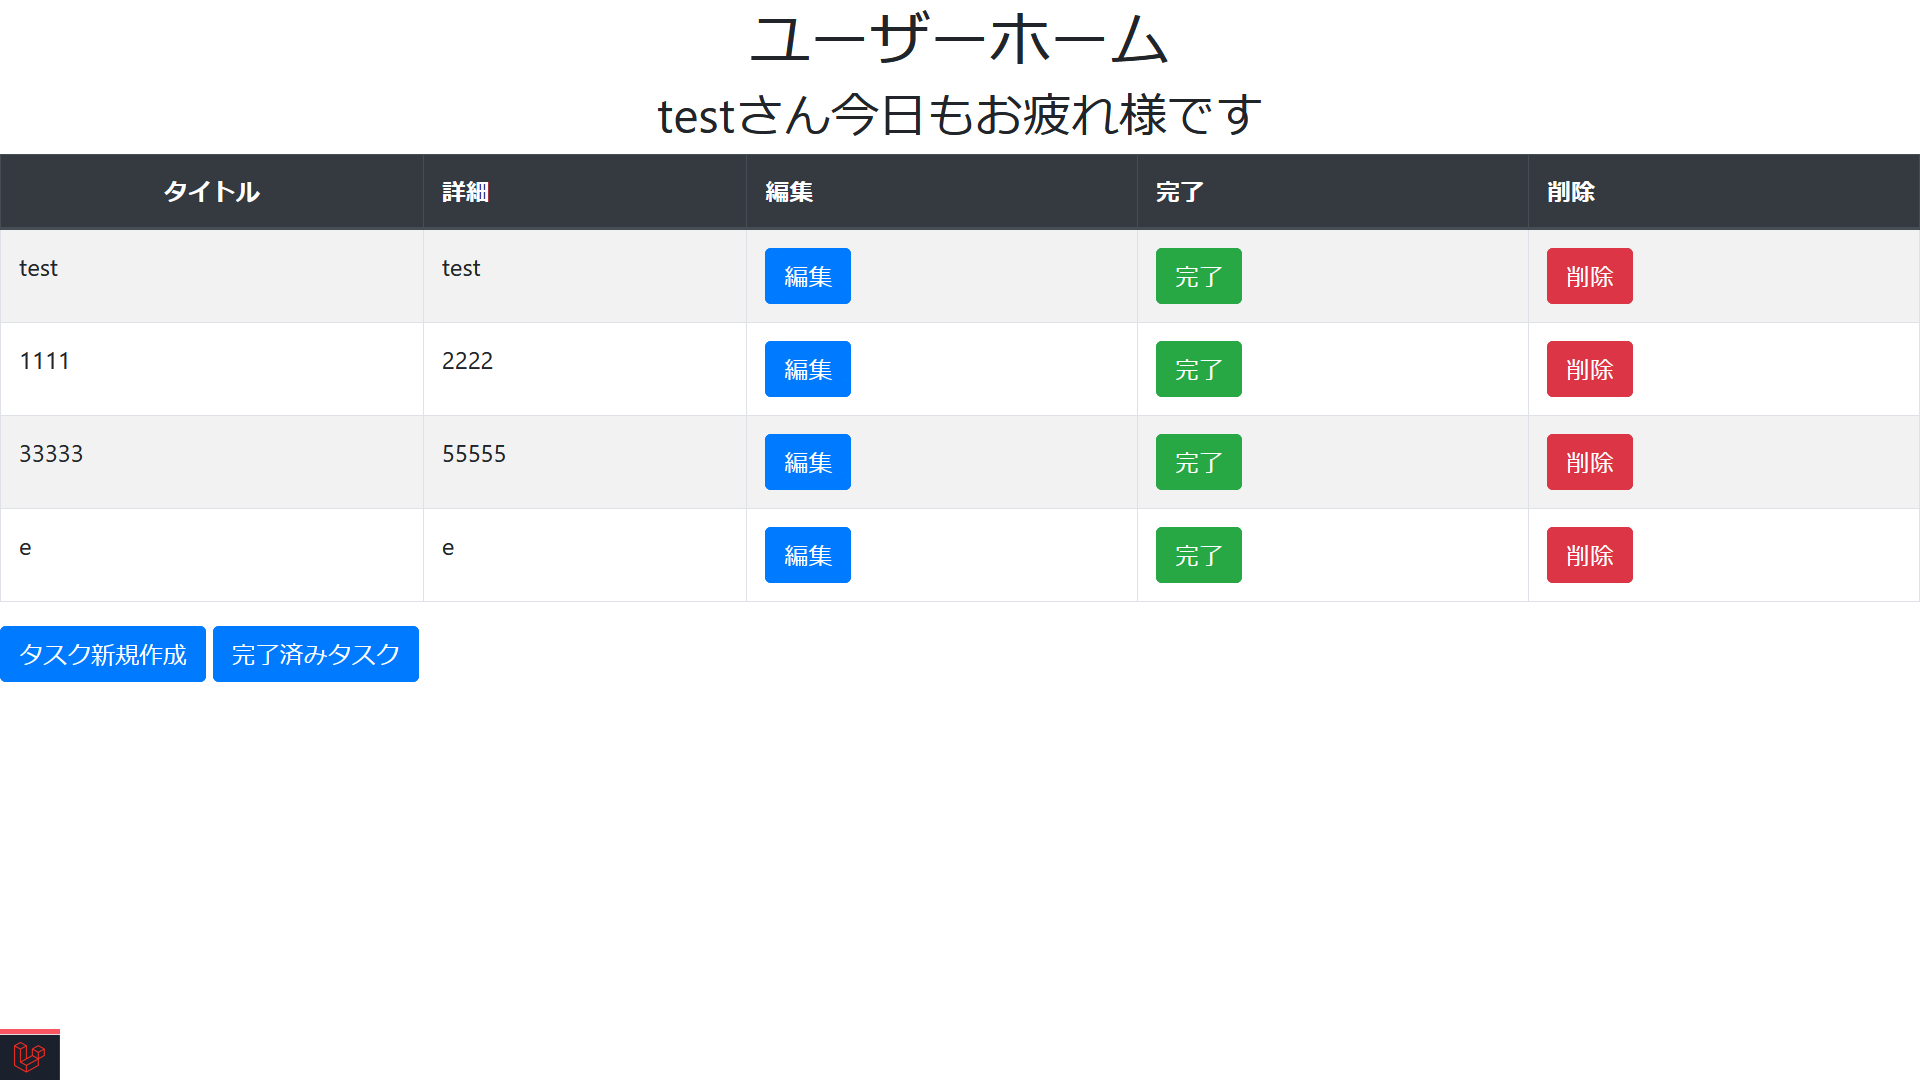 ユーザーホーム
testさん今日もお疲れ様です
タイトル 詳細 編集 完了 削除
test test 編集 完了 削除
1111 2222 編集 完了 削除
33333 55555 編集 完了 削除
e e 編集 完了 削除
タスク新規作成 完了済みタスク